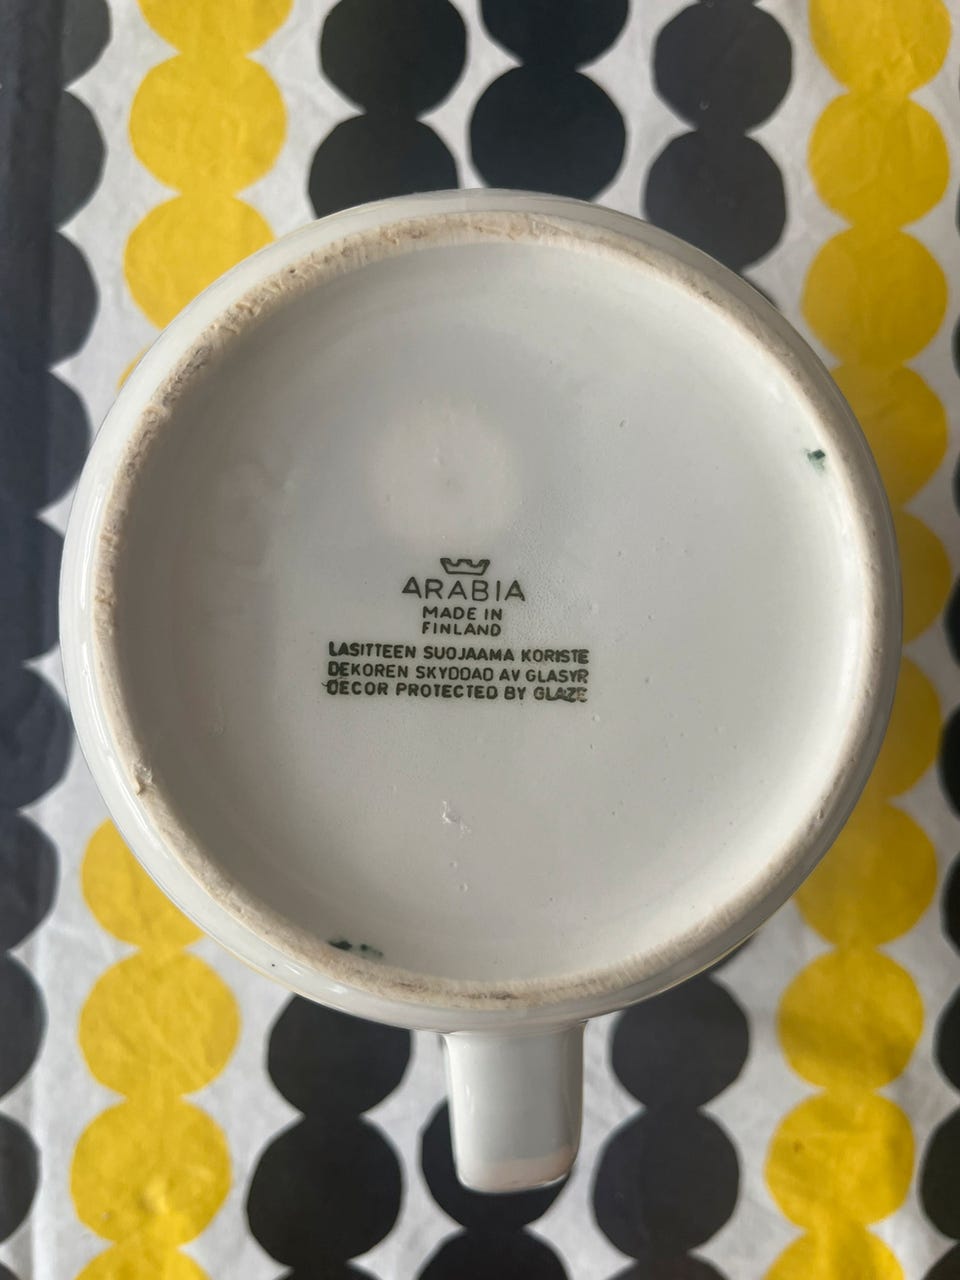 ARABIA
MADE IN
FINLAND
LASITTEEN SUOJAAMA KORISTE
DEKOREN SKYDDAD AV GLASYR
DECOR PROTECTED BY GLAZE